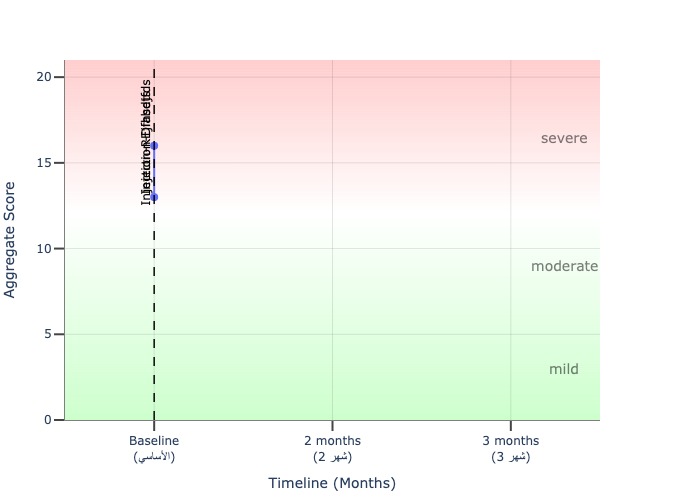 20
15
10
5
0
Aggregate Score
severe
moderate
mild
Baseline
(الأساسي)
2 months
(شهر 2)
3 months
(شهر 3)
Timeline (Months)